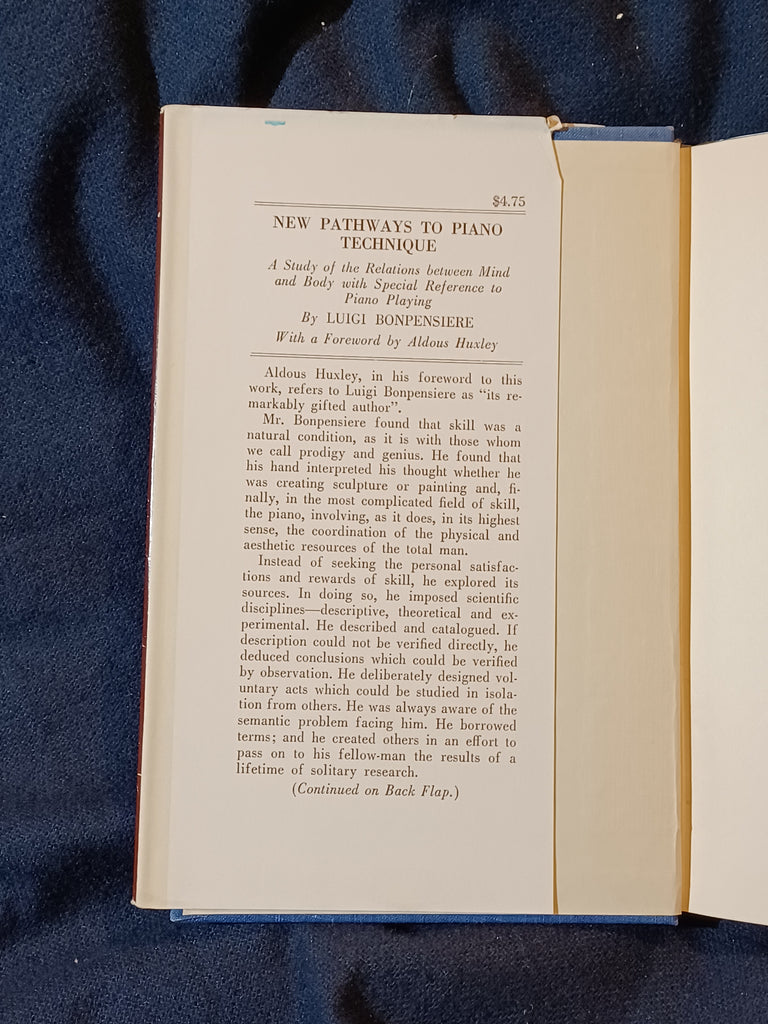 $4.75
NEW PATHWAYS TO PIANO
TECHNIQUE
A Study of the Relations between Mind
and Body with Special Reference to
Piano Playing
By LUIGI BONPENSIERE
With a Foreword by Aldous Huxley
Aldous Huxley, in his foreword to this
work, refers to Luigi Bonpensiere as “its re-
markably gifted author”.
Mr. Bonpensiere found that skill was a
natural condition, as it is with those whom
we call prodigy and genius. He found that
his hand interpreted his thought whether he
was creating sculpture or painting and, fi-
nally, in the most complicated field of skill,
the piano, involving, as it does, in its highest
sense, the coordination of the physical and
aesthetic resources of the total man.
Instead of seeking the personal satisfac-
tions and rewards of skill, he explored its
sources. In doing so, he imposed scientific
disciplines—descriptive, theoretical and ex-
perimental. He described and catalogued. If
description could not be verified directly, he
deduced conclusions which could be verified
by observation. He deliberately designed vol-
untary acts which could be studied in isola-
tion from others. He was always aware of the
semantic problem facing him. He borrowed
terms; and he created others in an effort to
pass on to his fellow-man the results of a
lifetime of solitary research.
(Continued on Back Flap.)